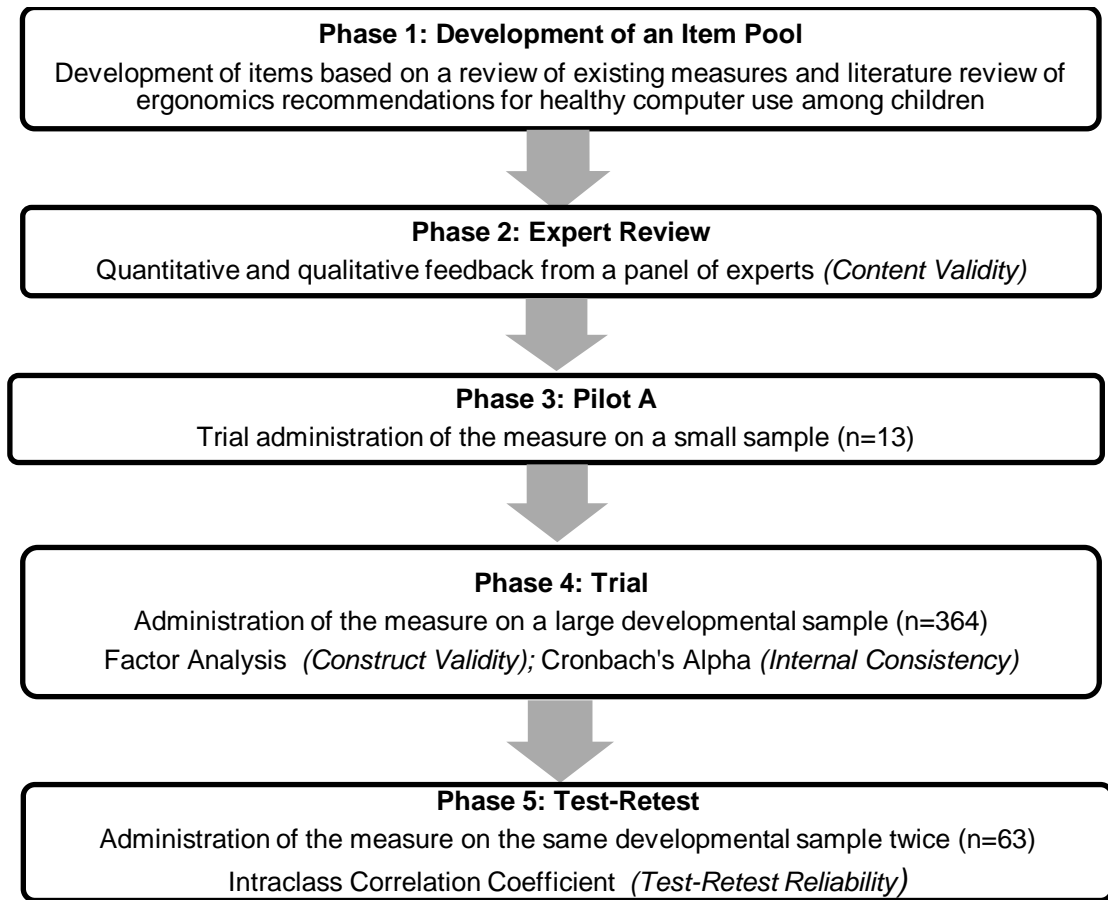 Phase 1: Development of an Item Pool
Development of items based on a review of existing measures and literature review of
ergonomics recommendations for healthy computer use among children
Phase 2: Expert Review
Quantitative and qualitative feedback from a panel of experts (Content Validity)
Phase 3: Pilot A
Trial administration of the measure on a small sample (n=13)
Phase 4: Trial
Administration of the measure on a large developmental sample (n=364)
Factor Analysis (Construct Validity); Cronbach's Alpha (Internal Consistency)
Phase 5: Test-Retest
Administration of the measure on the same developmental sample twice (n=63)
Intraclass Correlation Coefficient (Test-Retest Reliability)